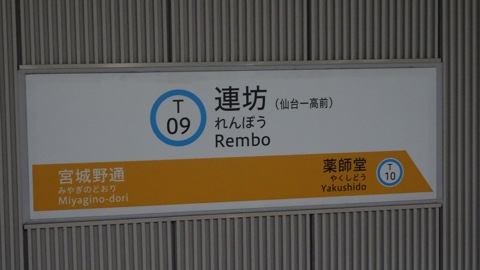 T
09
連坊（仙台一高前）
れんぼう
Rembo
宮城野通
みやぎのどおり
Miyagino-dori
薬師堂
やくしどう
Yakushido
T
10